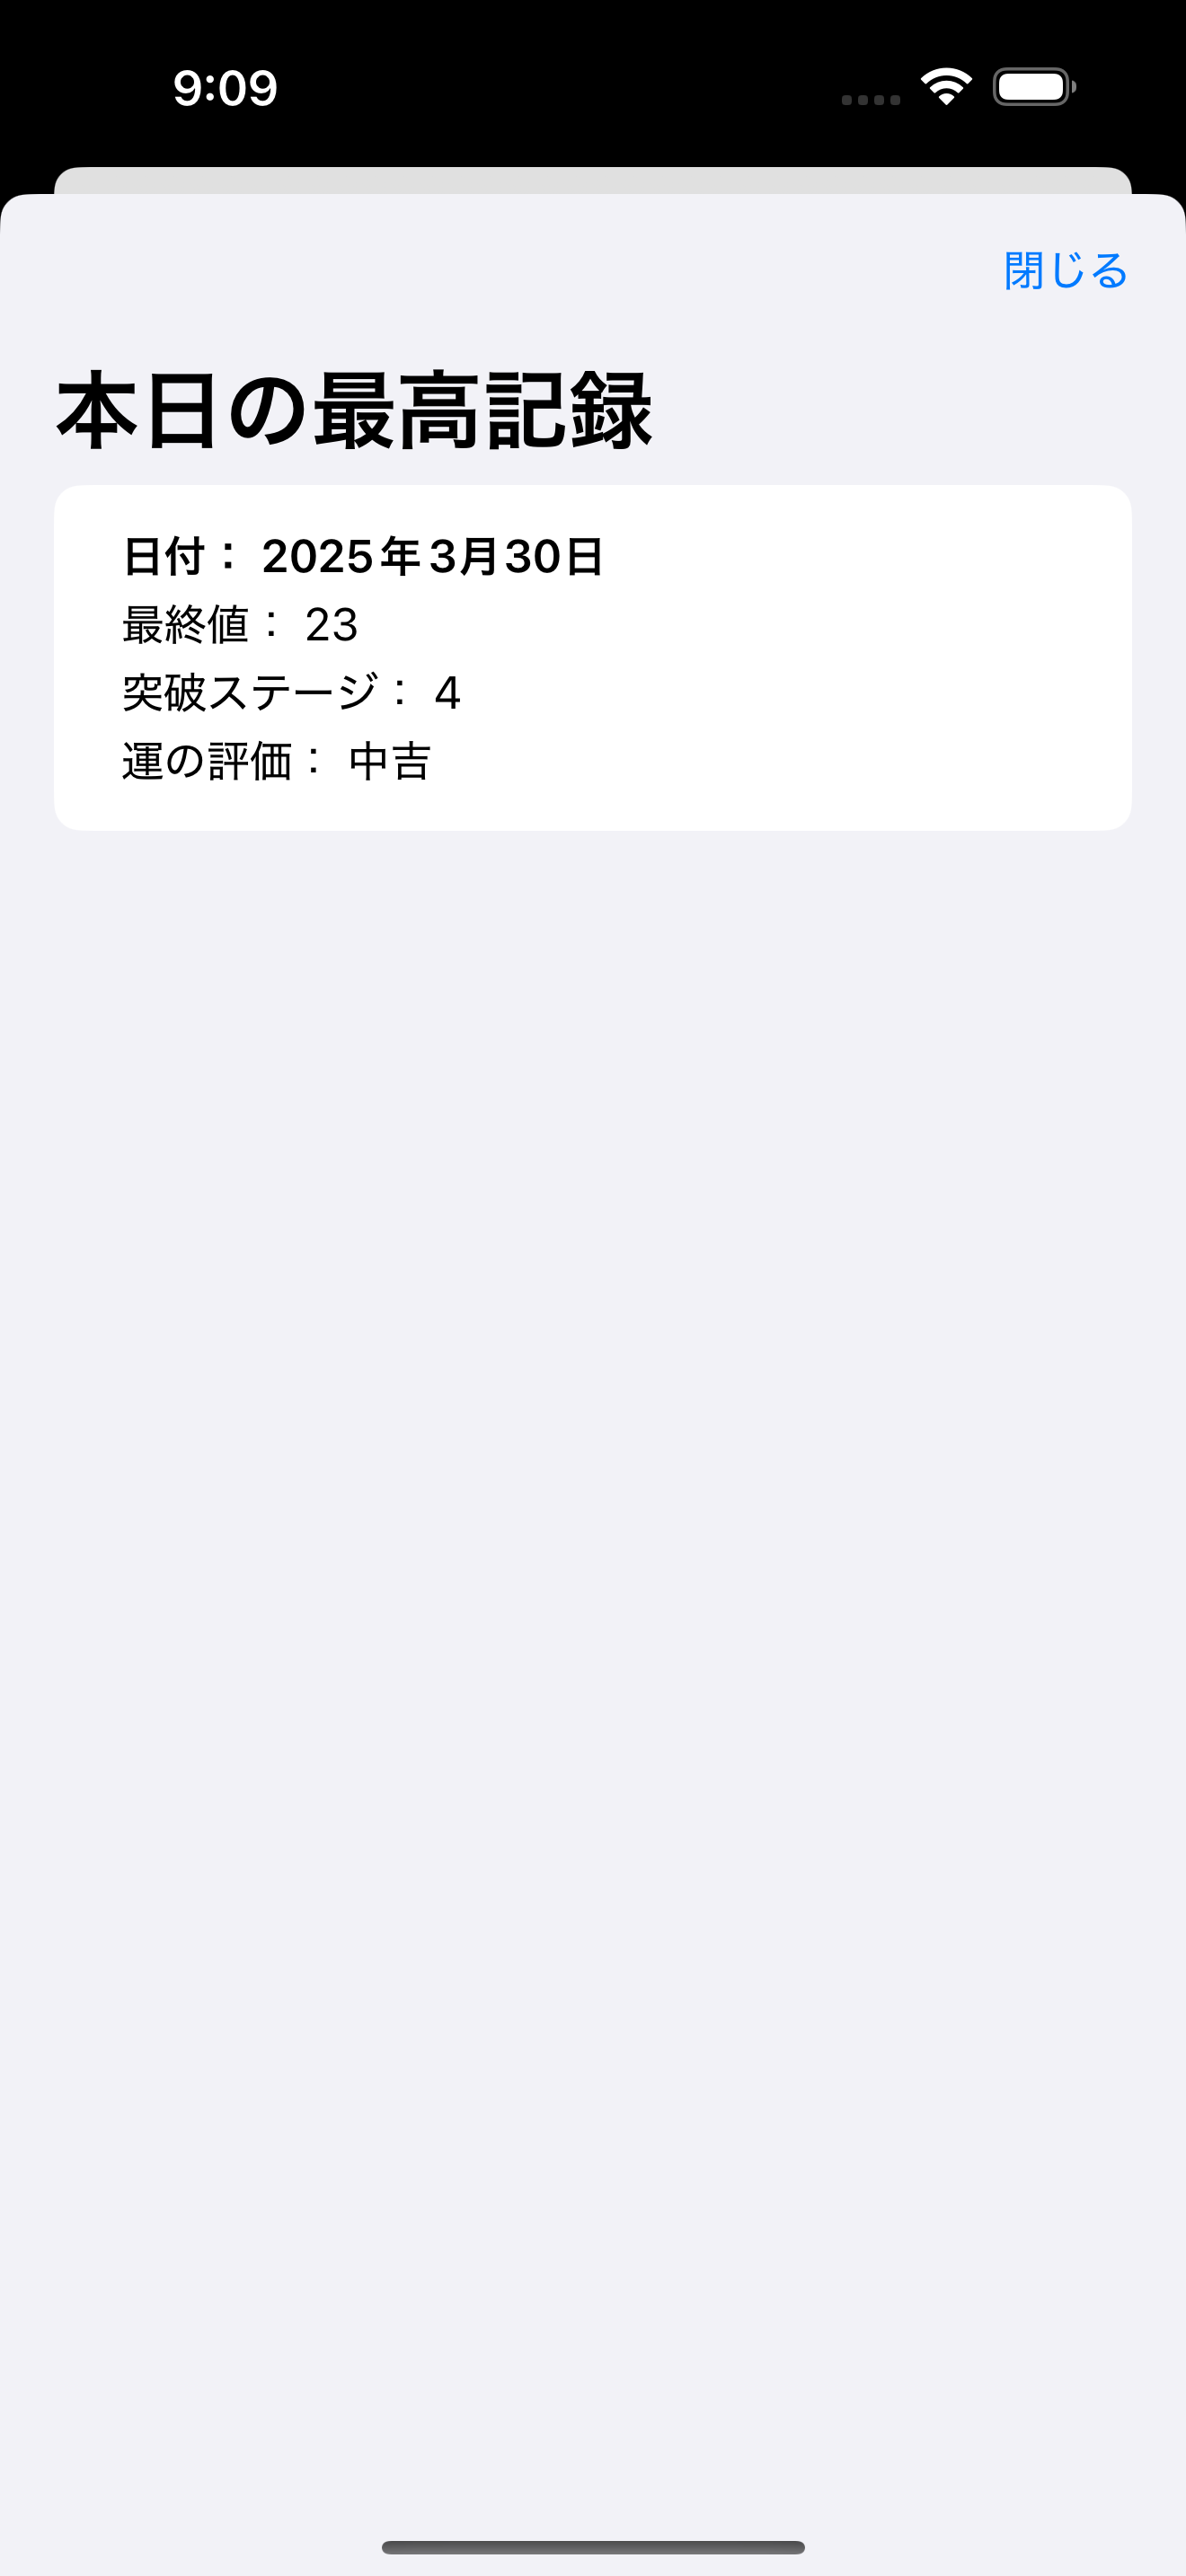 9:09
閉じる
本日の最高記録
日付： 2025年3月30日
最終値： 23
突破ステージ： 4
運の評価： 中吉